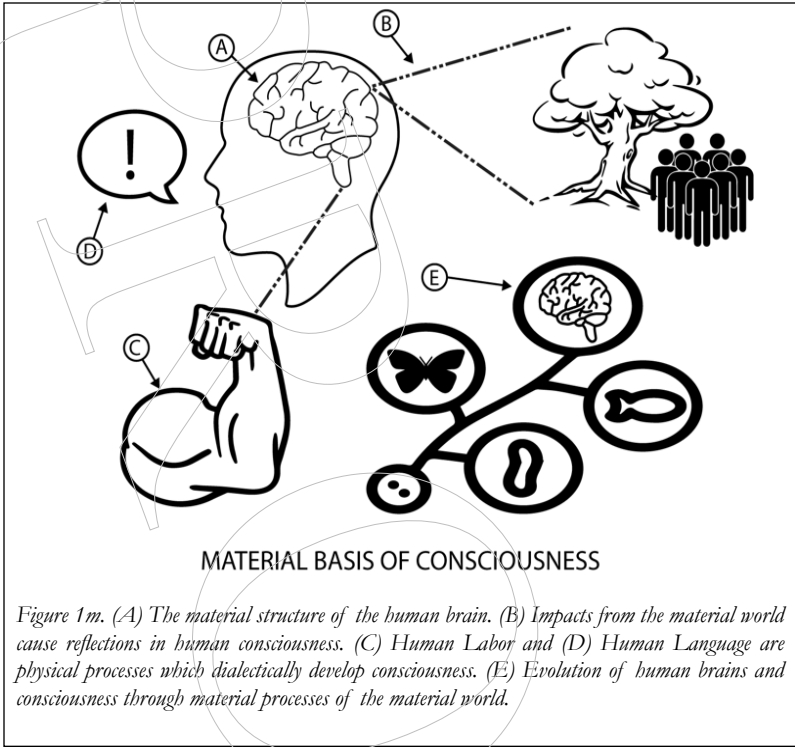 A
B
!
D
E
C
MATERIAL BASIS OF CONSCIOUSNESS
Figure 1m. (A) The material structure of the human brain. (B) Impacts from the material world
cause reflections in human consciousness. (C) Human Labor and (D) Human Language are
physical processes which dialectically develop consciousness. (E) Evolution of human brains and
consciousness through material processes of the material world.